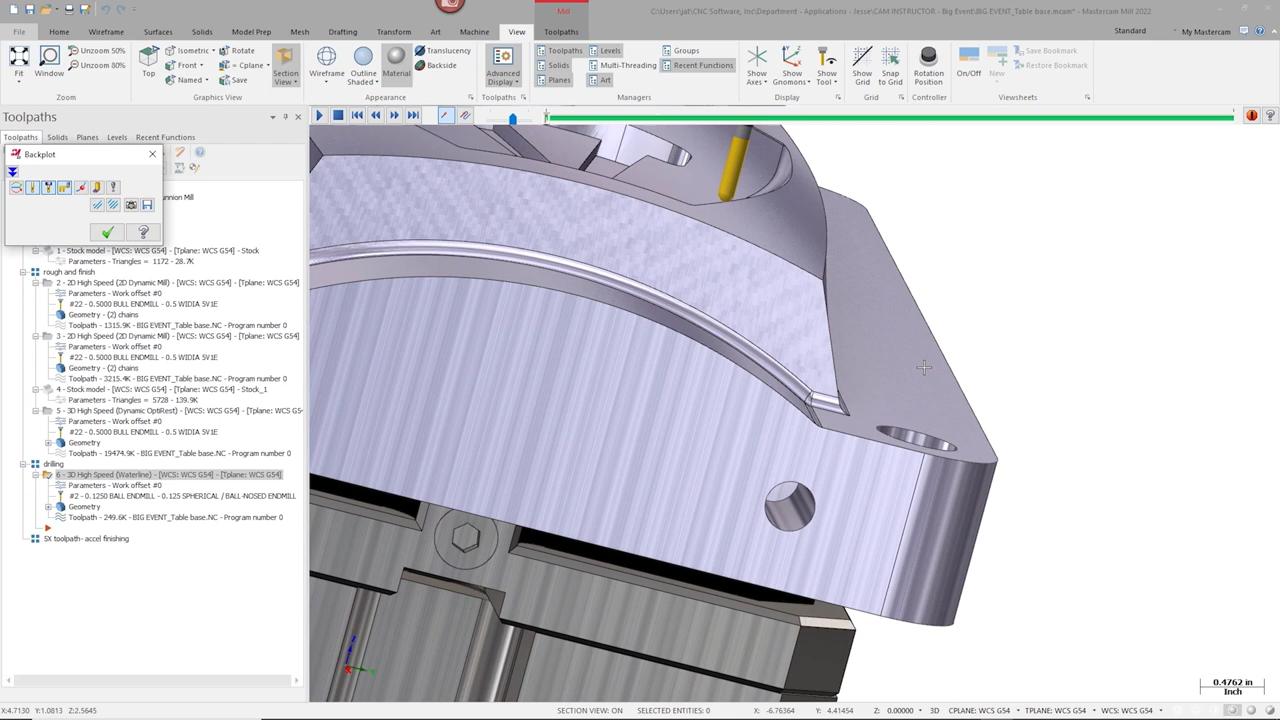 Mill
C:\Users\jat\CNC Software, Inc\Department - Applications - Jesse\CAM INSTRUCTOR - Big Event\BIG EVENT_Table base.mcam* - Mastercam Mill 2022
File Home Wireframe Surfaces Solids Model Prep Mesh Drafting Transform Art Machine View Toolpaths Standard My Mastercam
Unzoom 50% Isometric Rotate Translucency Toolpaths Levels Groups Save Bookmark
Unzoom 80% Front = Cplane Backside Solids Multi-Threading Restore Bookmark
Named Save Planes Art Recent Functions
Fit Window Top Section View Wireframe Outline Shaded Material Advanced Display Show Axes Show Gnomons Show Tool Show Grid Snap to Grid Rotation Position On/Off New
Zoom Graphics View Appearance Toolpaths Managers Display Grid Controller Viewsheets
Toolpaths
Toolpaths Solids Planes Levels Recent Functions
Backplot
nnion Mill
1 - Stock model - [WCS: WCS G54] - [Tplane: WCS G54] - Stock
Parameters - Triangles = 1172 - 28.7K
rough and finish
2 - 2D High Speed (2D Dynamic Mill) - [WCS: WCS G54] - [Tplane: WCS G54]
Parameters - Work offset #0
#22 - 0.5000 BULL ENDMILL - 0.5 WIDIA 5V1E
Geometry - (2) chains
Toolpath - 1315.9K - BIG EVENT_Table base.NC - Program number 0
3 - 2D High Speed (2D Dynamic Mill) - [WCS: WCS G54] - [Tplane: WCS G54]
Parameters - Work offset #0
#22 - 0.5000 BULL ENDMILL - 0.5 WIDIA 5V1E
Geometry - (2) chains
Toolpath - 3215.4K - BIG EVENT_Table base.NC - Program number 0
4 - Stock model - [WCS: WCS G54] - [Tplane: WCS G54] - Stock_1
Parameters - Triangles = 5728 - 139.9K
5 - 3D High Speed (Dynamic OptiRest) - [WCS: WCS G54] - [Tplane: WCS G5
Parameters - Work offset #0
#22 - 0.5000 BULL ENDMILL - 0.5 WIDIA 5V1E
Geometry
Toolpath - 19474.9K - BIG EVENT_Table base.NC - Program number 0
drilling
6 - 3D High Speed (Waterline) - [WCS: WCS G54] - [Tplane: WCS G54]
Parameters - Work offset #0
#2 - 0.1250 BALL ENDMILL - 0.125 SPHERICAL / BALL-NOSED ENDMILL
Geometry
Toolpath - 249.6K - BIG EVENT_Table base.NC - Program number 0
5X toolpath- accel finishing
0.4762 in
Inch
X:4.7130 Y:1.0813 Z:2.5645 SECTION VIEW: ON SELECTED ENTITIES: 0 X: -6.76364 Y: 4.41454 Z: 0.00000 3D CPLANE: WCS G54 TPLANE: WCS G54 WCS: WCS G54